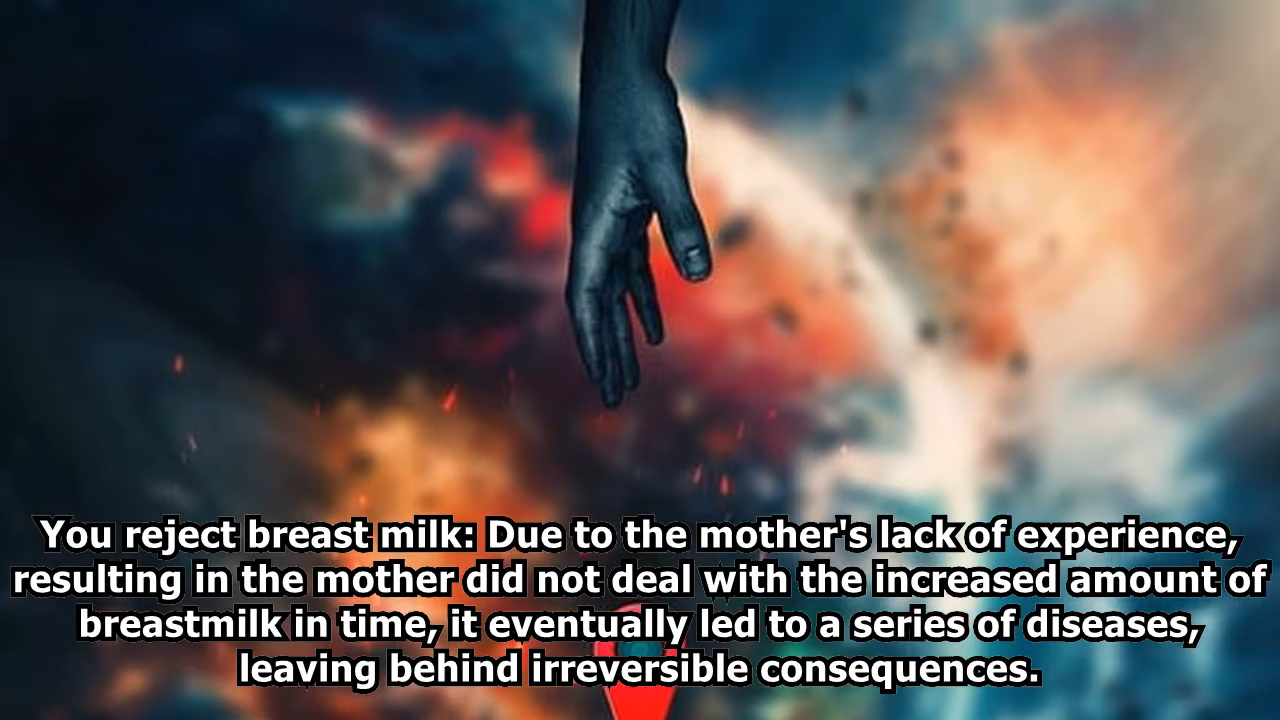 You reject breast milk: Due to the mother's lack of experience,
resulting in the mother did not deal with the increased amount of
breastmilk in time, it eventually led to a series of diseases,
leaving behind irreversible consequences.